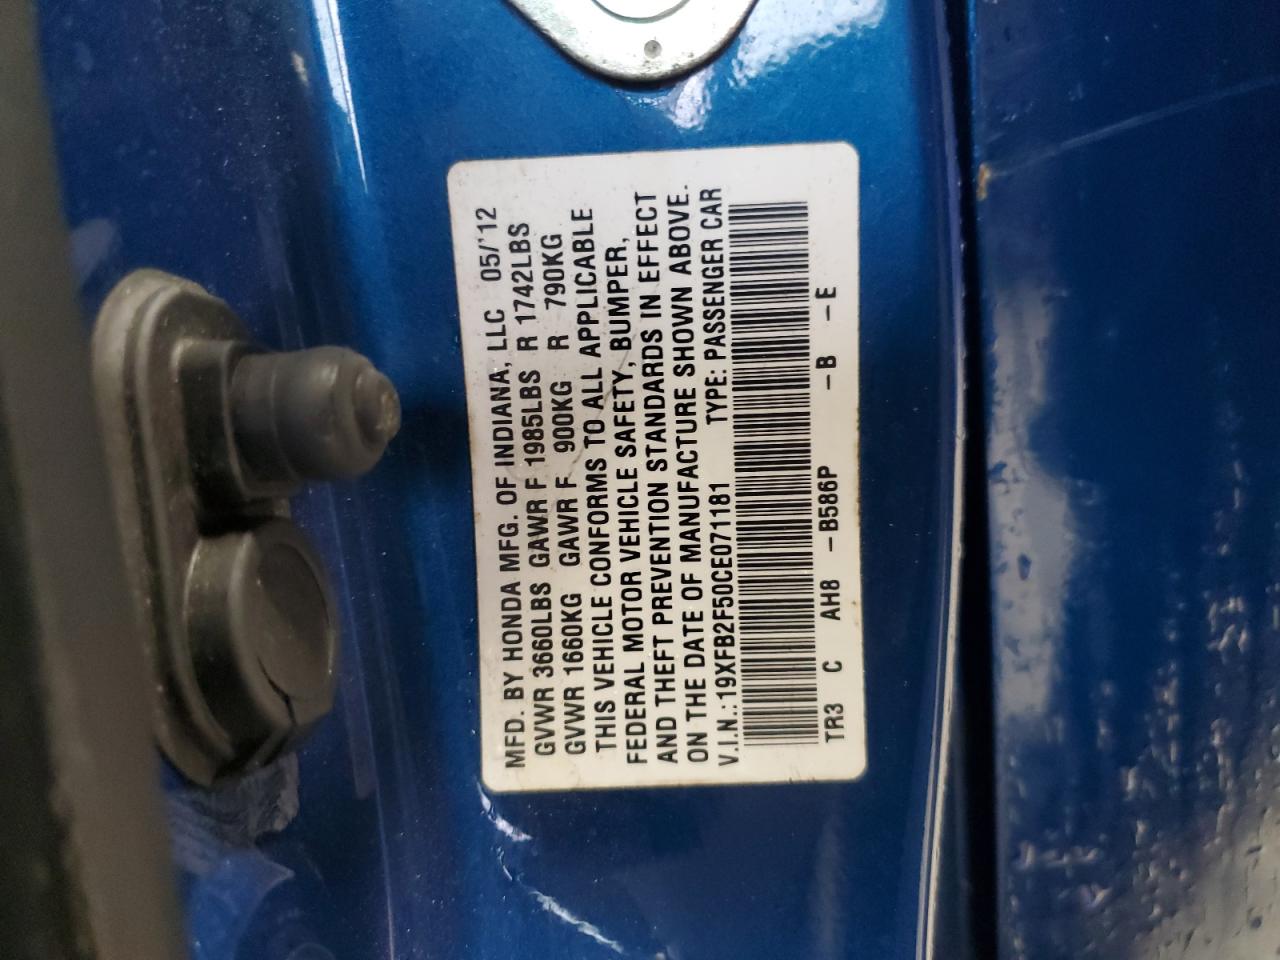 MFD. BY HONDA MFG. OF INDIANA, LLC 05/'12
GVWR 3660LBS GAWR F 1985LBS R 1742LBS
GVWR 1660KG GAWR F 900KG R 790KG
THIS VEHICLE CONFORMS TO ALL APPLICABLE
FEDERAL MOTOR VEHICLE SAFETY, BUMPER,
AND THEFT PREVENTION STANDARDS IN EFFECT
ON THE DATE OF MANUFACTURE SHOWN ABOVE.
V.I.N.: 19XFB2F50CE071181 TYPE: PASSENGER CAR
TR3 C AH8 -B586P -B -E